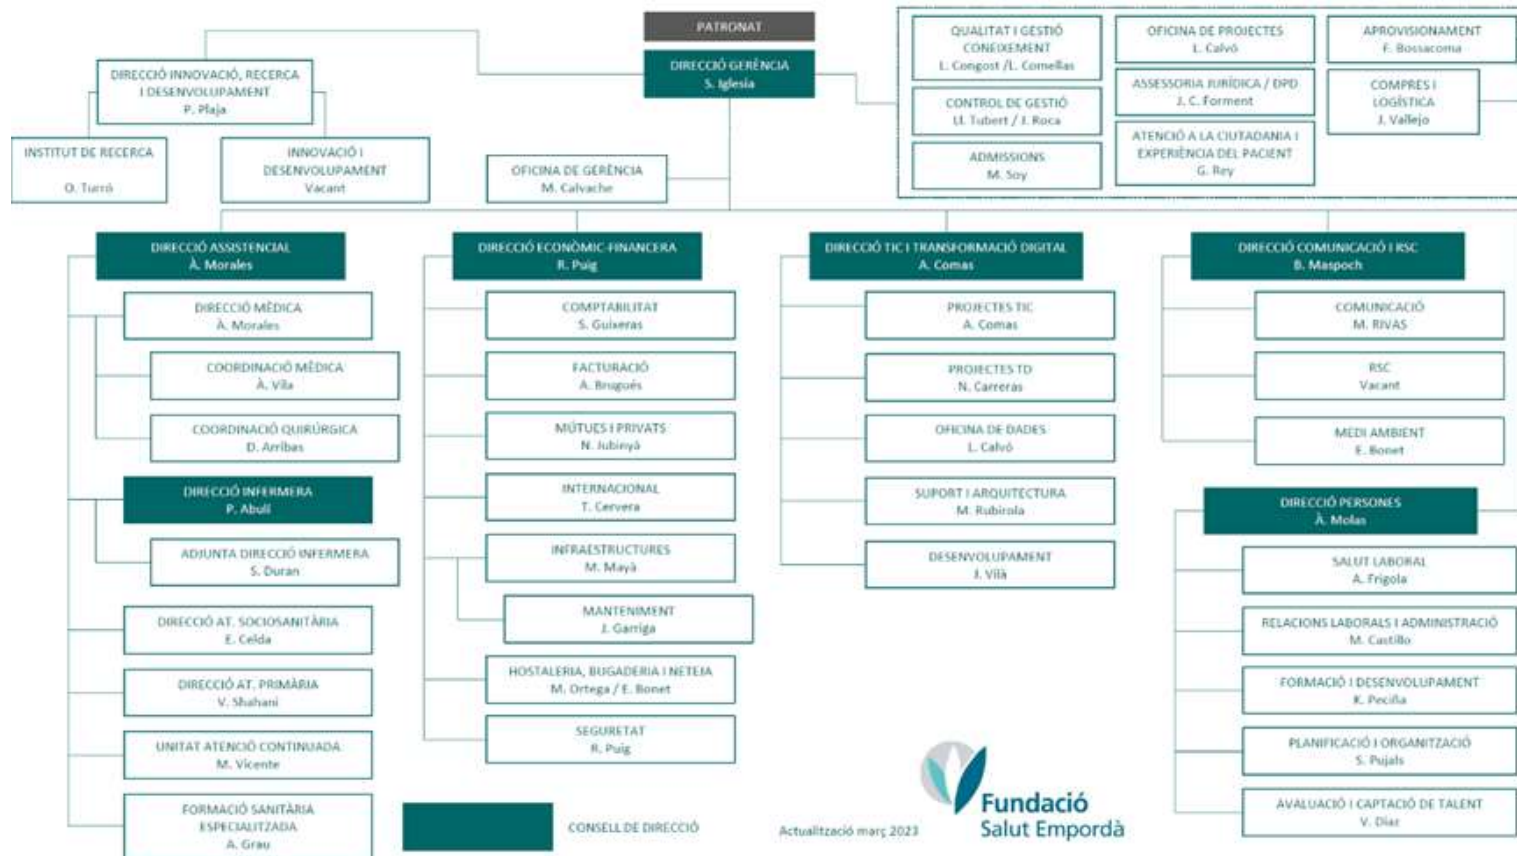 PATRONAT
DIRECCIÓ GERÈNCIA
S. Iglesia
DIRECCIÓ INNOVACIÓ, RECERCA
I DESENVOLUPAMENT
P. Plaja
INSTITUT DE RECERCA
O. Turró
INNOVACIÓ I
DESENVOLUPAMENT
Vacant
OFICINA DE GERÈNCIA
M. Calvache
QUALITAT I GESTIÓ
CONEIXEMENT
L. Congost /L. Comellas
CONTROL DE GESTIÓ
Ll. Tubert / J. Roca
ADMISSIONS
M. Soy
OFICINA DE PROJECTES
L. Calvó
ASSESSORIA JURÍDICA / DPD
J. C. Forment
ATENCIÓ A LA CIUTADANIA I
EXPERIÈNCIA DEL PACIENT
G. Rey
APROVISIONAMENT
F. Bossacoma
COMPRES I
LOGÍSTICA
J. Vallejo
DIRECCIÓ ASSISTENCIAL
À. Morales
DIRECCIÓ MÈDICA
À. Morales
COORDINACIÓ MÈDICA
À. Vila
COORDINACIÓ QUIRÚRGICA
D. Arribas
DIRECCIÓ INFERMERA
P. Abulí
ADJUNTA DIRECCIÓ INFERMERA
S. Duran
DIRECCIÓ AT. SOCIOSANITÀRIA
E. Celda
DIRECCIÓ AT. PRIMÀRIA
V. Shahani
UNITAT ATENCIÓ CONTINUADA
M. Vicente
FORMACIÓ SANITÀRIA
ESPECIALITZADA
A. Grau
DIRECCIÓ ECONÒMIC-FINANCERA
R. Puig
COMPTABILITAT
S. Guixeras
FACTURACIÓ
A. Brugués
MÚTUES I PRIVATS
N. Jubinyà
INTERNACIONAL
T. Cervera
INFRAESTRUCTURES
M. Mayà
MANTENIMENT
J. Garriga
HOSTALERIA, BUGADERIA I NETEJA
M. Ortega / E. Bonet
SEGURETAT
R. Puig
DIRECCIÓ TIC I TRANSFORMACIÓ DIGITAL
A. Comas
PROJECTES TIC
A. Comas
PROJECTES TD
N. Carreras
OFICINA DE DADES
L. Calvó
SUPORT I ARQUITECTURA
M. Rubirola
DESENVOLUPAMENT
J. Vilà
DIRECCIÓ COMUNICACIÓ I RSC
B. Maspoch
COMUNICACIÓ
M. RIVAS
RSC
Vacant
MEDI AMBIENT
E. Bonet
DIRECCIÓ PERSONES
À. Molas
SALUT LABORAL
A. Frigola
RELACIONS LABORALS I ADMINISTRACIÓ
M. Castillo
FORMACIÓ I DESENVOLUPAMENT
K. Peciña
PLANIFICACIÓ I ORGANITZACIÓ
S. Pujals
AVALUACIÓ I CAPTACIÓ DE TALENT
V. Díaz
CONSELL DE DIRECCIÓ
Actualització març 2023
Fundació
Salut Empordà